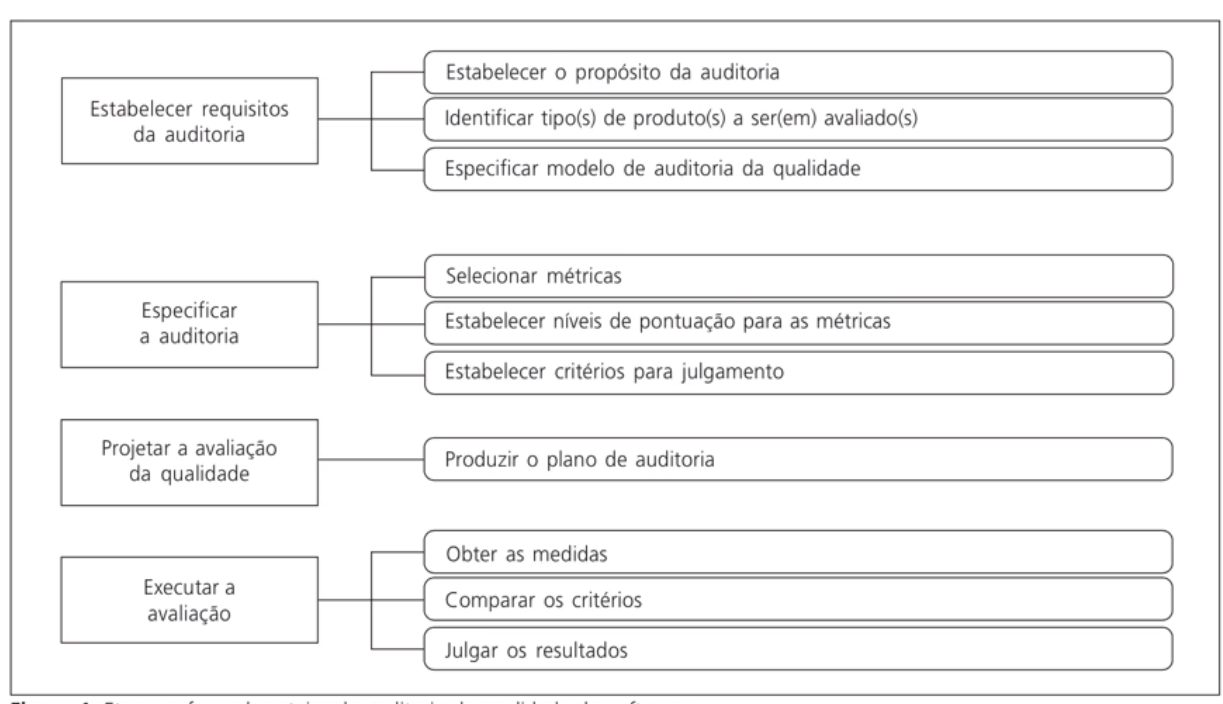 Estabelecer requisitos
da auditoria
Estabelecer o propósito da auditoria
Identificar tipo(s) de produto(s) a ser(em) avaliado(s)
Especificar modelo de auditoria da qualidade
Especificar
a auditoria
Selecionar métricas
Estabelecer níveis de pontuação para as métricas
Estabelecer critérios para julgamento
Projetar a avaliação
da qualidade
Produzir o plano de auditoria
Executar a
avaliação
Obter as medidas
Comparar os critérios
Julgar os resultados